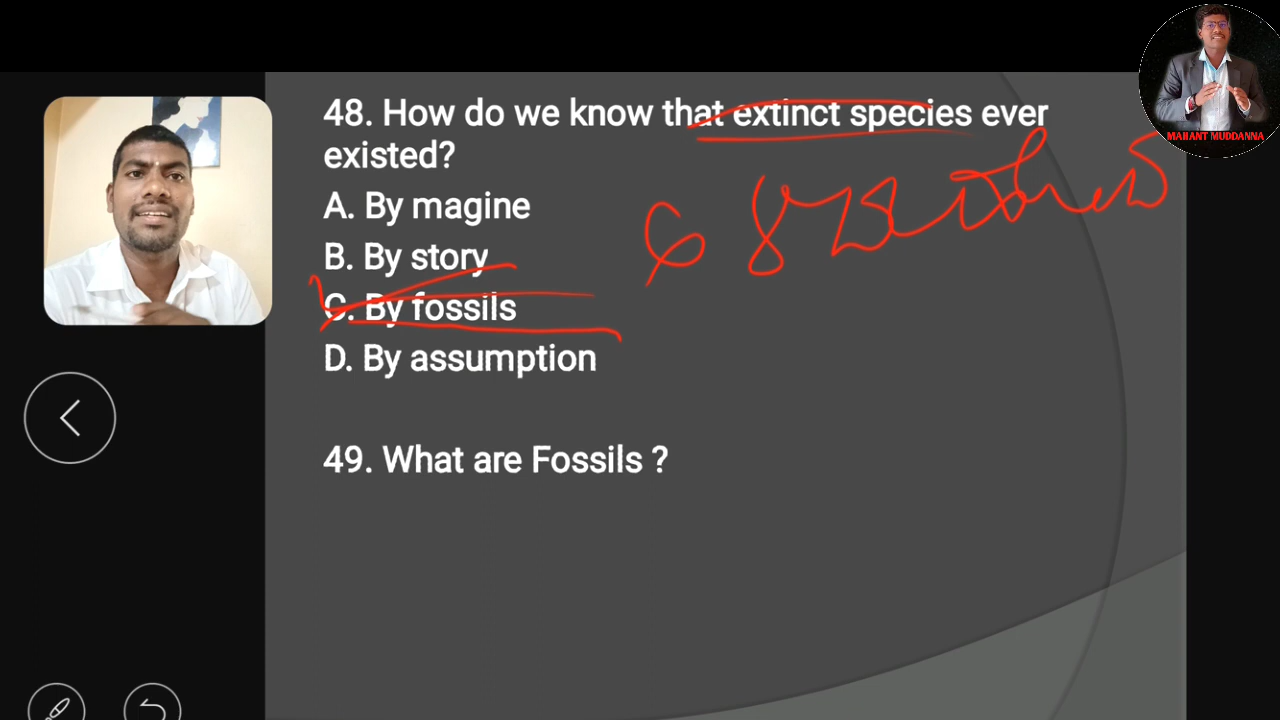 MAHANT MUDDANNA
48. How do we know that extinct species ever
existed?
A. By magine
B. By story
C. By fossils
D. By assumption
49. What are Fossils ?